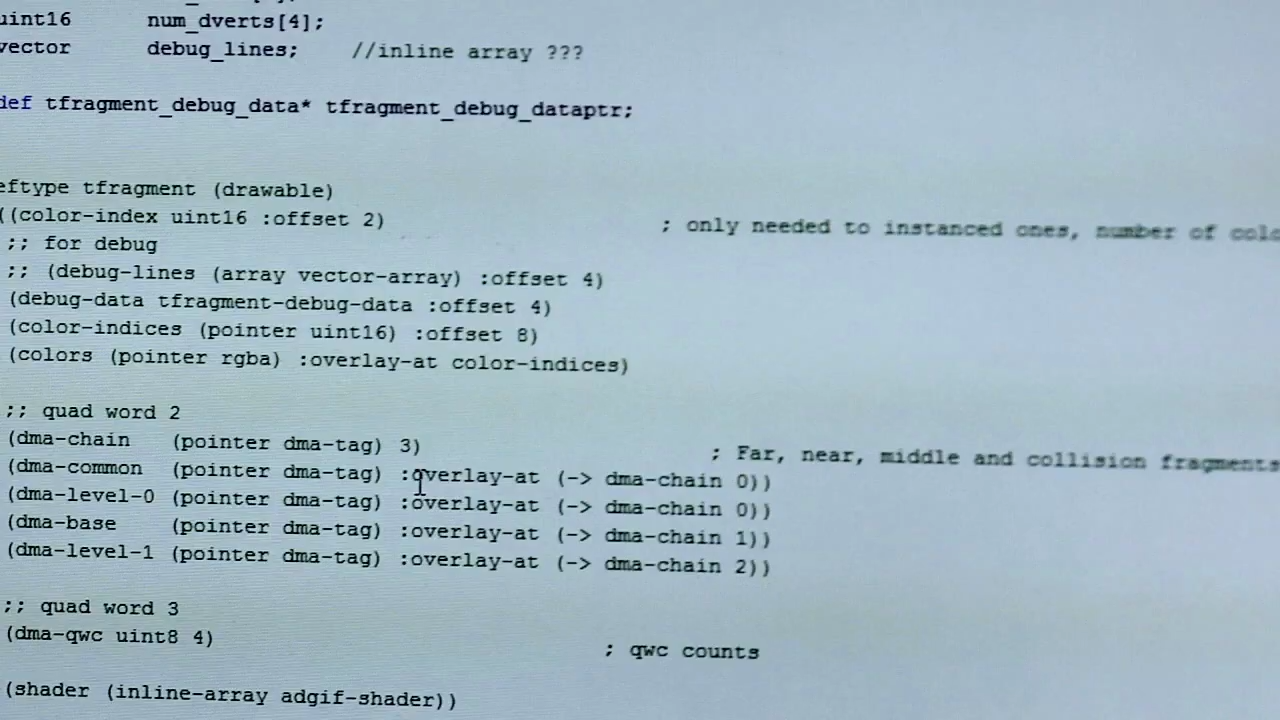 uint16 num_dverts[4];
vector debug_lines; //inline array ???
def tfragment_debug_data* tfragment_debug_dataptr;
eftype tfragment (drawable)
((color-index uint16 :offset 2) ; only needed to instanced ones, number of colo
;; for debug
;; (debug-lines (array vector-array) :offset 4)
(debug-data tfragment-debug-data :offset 4)
(color-indices (pointer uint16) :offset 8)
(colors (pointer rgba) :overlay-at color-indices)
;; quad word 2
(dma-chain (pointer dma-tag) 3) ; Far, near, middle and collision fragments
(dma-common (pointer dma-tag) :overlay-at (-> dma-chain 0))
(dma-level-0 (pointer dma-tag) :overlay-at (-> dma-chain 0))
(dma-base (pointer dma-tag) :overlay-at (-> dma-chain 1))
(dma-level-1 (pointer dma-tag) :overlay-at (-> dma-chain 2))
;; quad word 3
(dma-qwc uint8 4) ; qwc counts
(shader (inline-array adgif-shader))